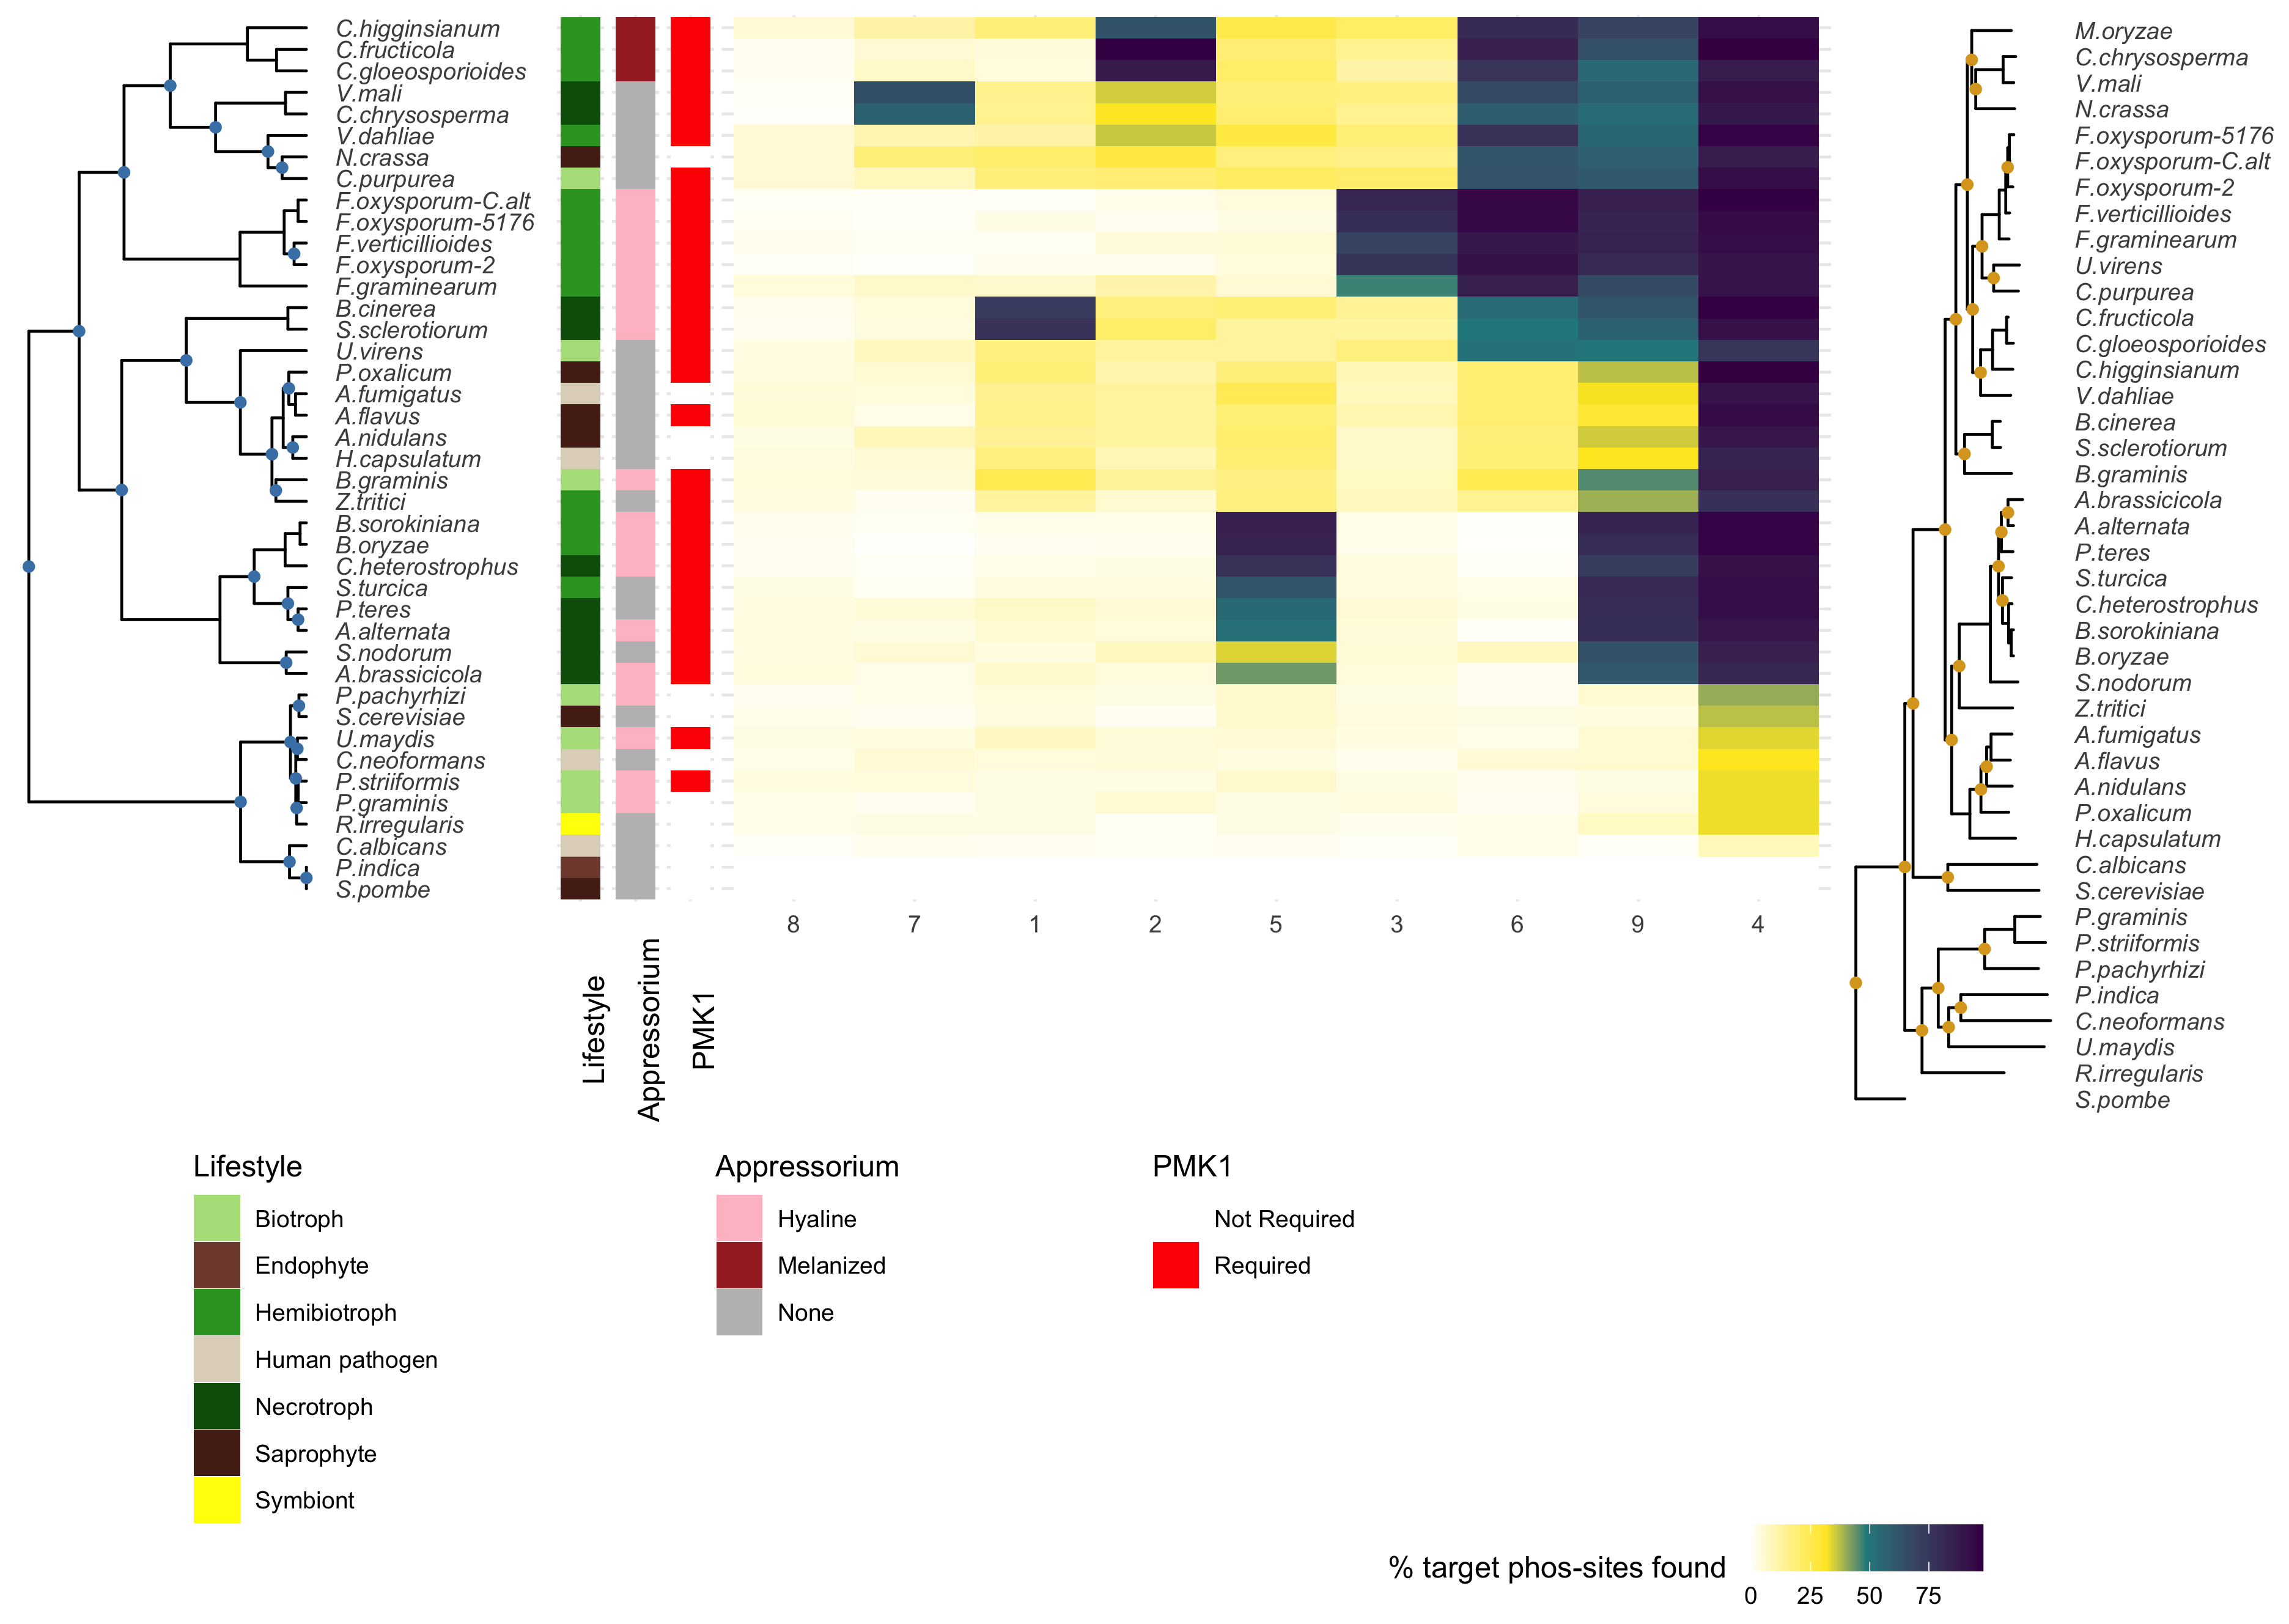 C.higginsianum
C.fructicola
C.gloeosporioides
V.mali
C.chrysosperma
V.dahliae
N.crassa
C.purpurea
F.oxysporum-C.alt
F.oxysporum-5176
F.verticillioides
F.oxysporum-2
F.graminearum
B.cinerea
S.sclerotiorum
U.virens
P.oxalicum
A.fumigatus
A.flavus
A.nidulans
H.capsulatum
B.graminis
Z.tritici
B.sorokiniana
B.oryzae
C.heterostrophus
S.turcica
P.teres
A.alternata
S.nodorum
A.brassicicola
P.pachyrhizi
S.cerevisiae
U.maydis
C.neoformans
P.striiformis
P.graminis
R.irregularis
C.albicans
P.indica
S.pombe
8 7 1 2 5 3 6 9 4
Lifestyle
Appressorium
PMK1
M.oryzae
C.chrysosperma
V.mali
N.crassa
F.oxysporum-5176
F.oxysporum-C.alt
F.oxysporum-2
F.verticillioides
F.graminearum
U.virens
C.purpurea
C.fructicola
C.gloeosporioides
C.higginsianum
V.dahliae
B.cinerea
S.sclerotiorum
B.graminis
A.brassicicola
A.alternata
P.teres
S.turcica
C.heterostrophus
B.sorokiniana
B.oryzae
S.nodorum
Z.tritici
A.fumigatus
A.flavus
A.nidulans
P.oxalicum
H.capsulatum
C.albicans
S.cerevisiae
P.graminis
P.striiformis
P.pachyrhizi
P.indica
C.neoformans
U.maydis
R.irregularis
S.pombe
Lifestyle
Biotroph
Endophyte
Hemibiotroph
Human pathogen
Necrotroph
Saprophyte
Symbiont
Appressorium
Hyaline
Melanized
None
PMK1
Not Required
Required
% target phos-sites found
0 25 50 75